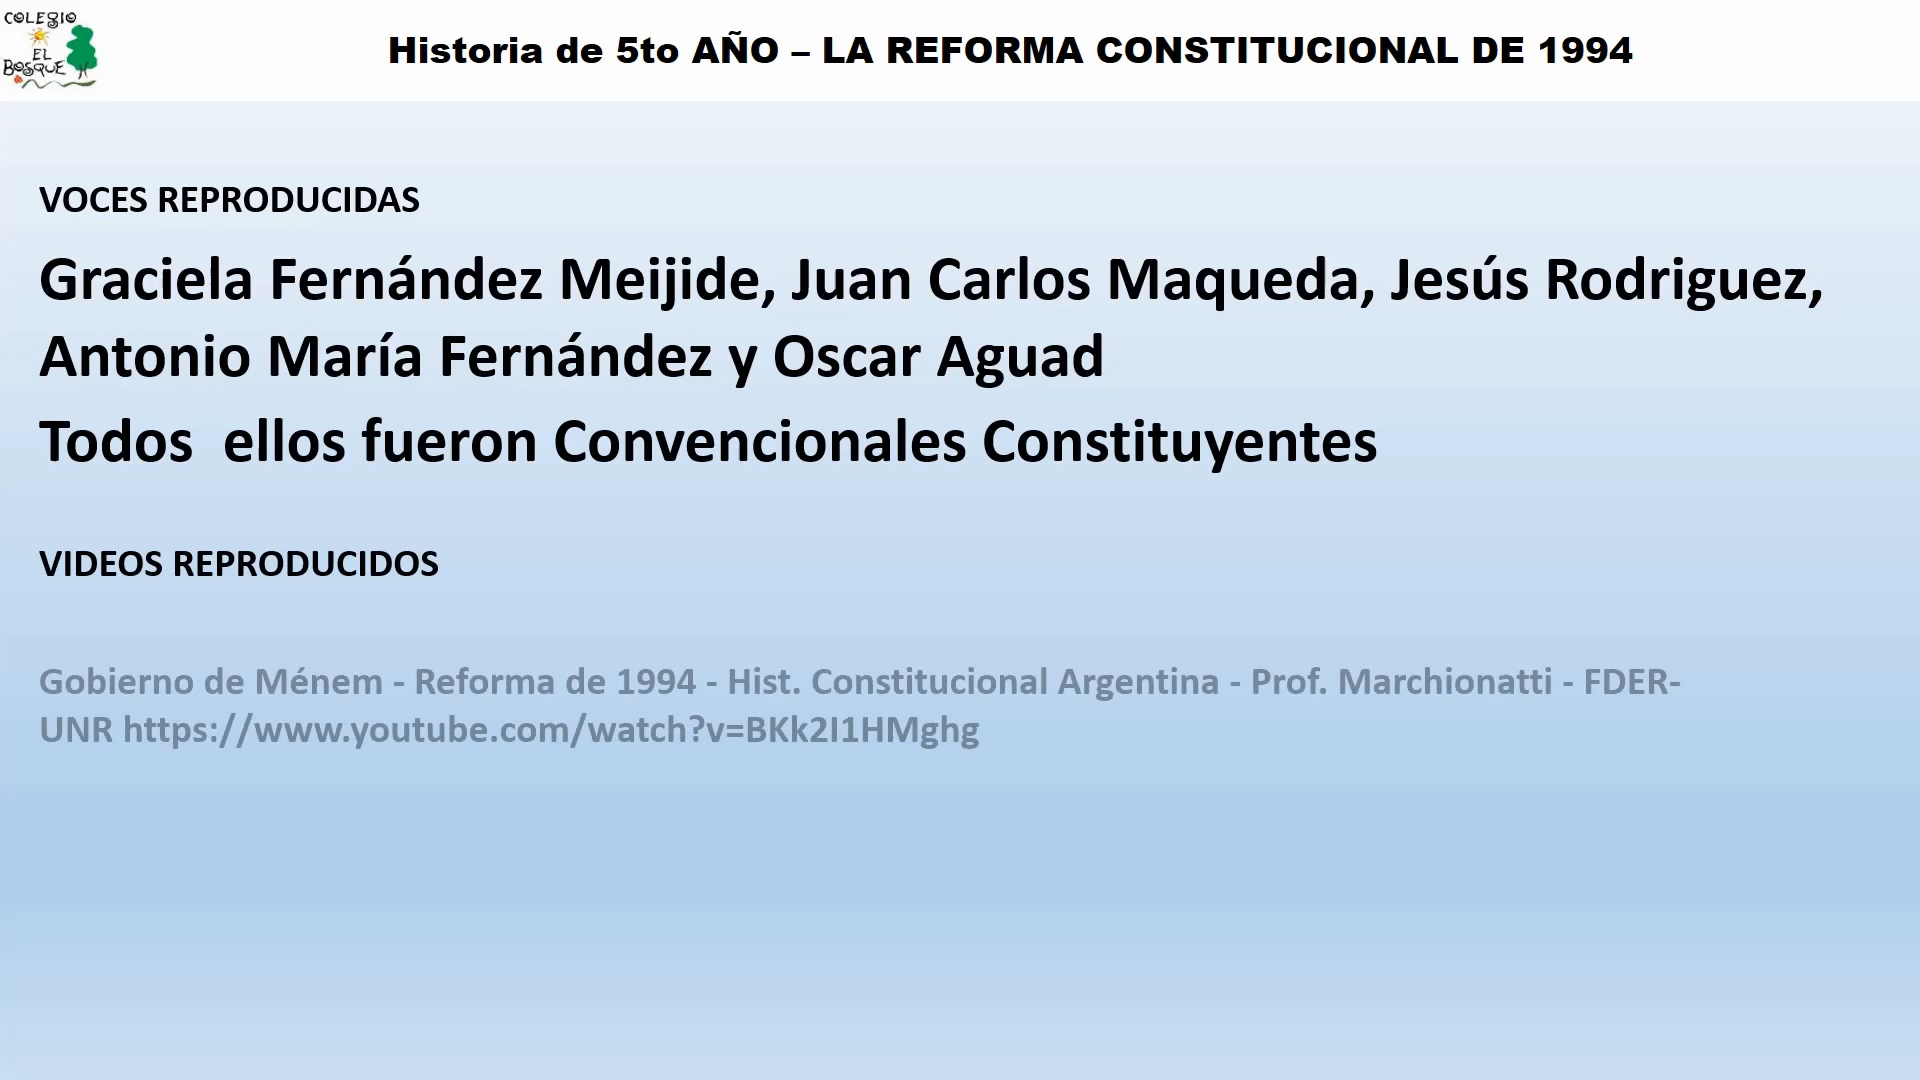 COLEGIO
EL
BOSQUE
Historia de 5to AÑO – LA REFORMA CONSTITUCIONAL DE 1994
VOCES REPRODUCIDAS
Graciela Fernández Meijide, Juan Carlos Maqueda, Jesús Rodriguez,
Antonio María Fernández y Oscar Aguad
Todos  ellos fueron Convencionales Constituyentes
VIDEOS REPRODUCIDOS
Gobierno de Ménem - Reforma de 1994 - Hist. Constitucional Argentina - Prof. Marchionatti - FDER-
UNR https://www.youtube.com/watch?v=BKk2I1HMghg